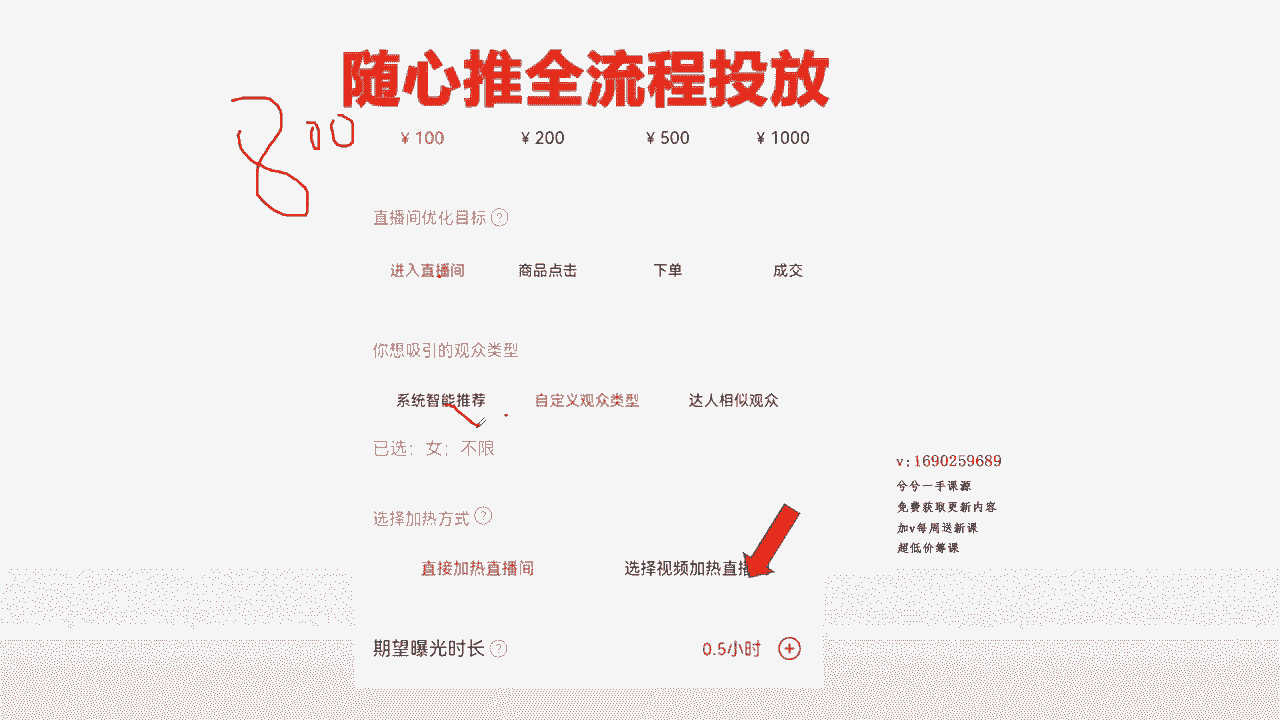 随心推全流程投放
800
¥ 100 ¥ 200 ¥ 500 ¥ 1000
直播间优化目标 ?
进入直播间 商品点击 下单 成交
你想吸引的观众类型
系统智能推荐 自定义观众类型 达人相似观众
已选：女；不限
v:1690259689
兮兮一手课源
免费获取更新内容
加v每周送新课
超低价筹课
选择加热方式 ?
直接加热直播间 选择视频加热直播
期望曝光时长 ? 0.5小时 +